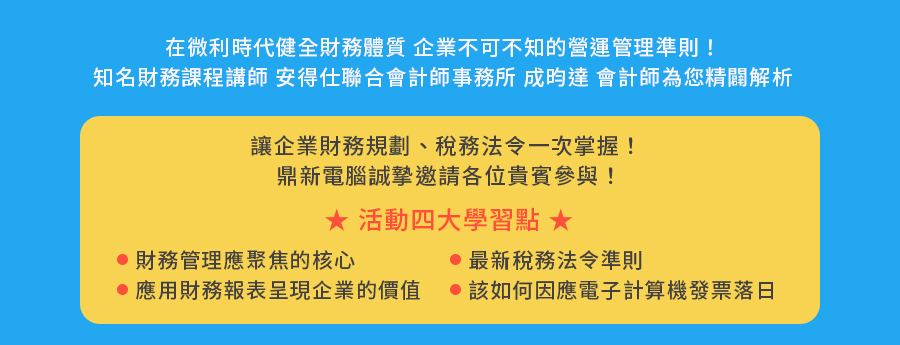 在微利時代健全財務體質 企業不可不知的營運管理準則！
知名財務課程講師 安得仕聯合會計師事務所 成昀達 會計師為您精闢解析
讓企業財務規劃、稅務法令一次掌握！
鼎新電腦誠摯邀請各位貴賓參與！
★ 活動四大學習點 ★
● 財務管理應聚焦的核心
● 應用財務報表呈現企業的價值
● 最新稅務法令準則
● 該如何因應電子計算機發票落日